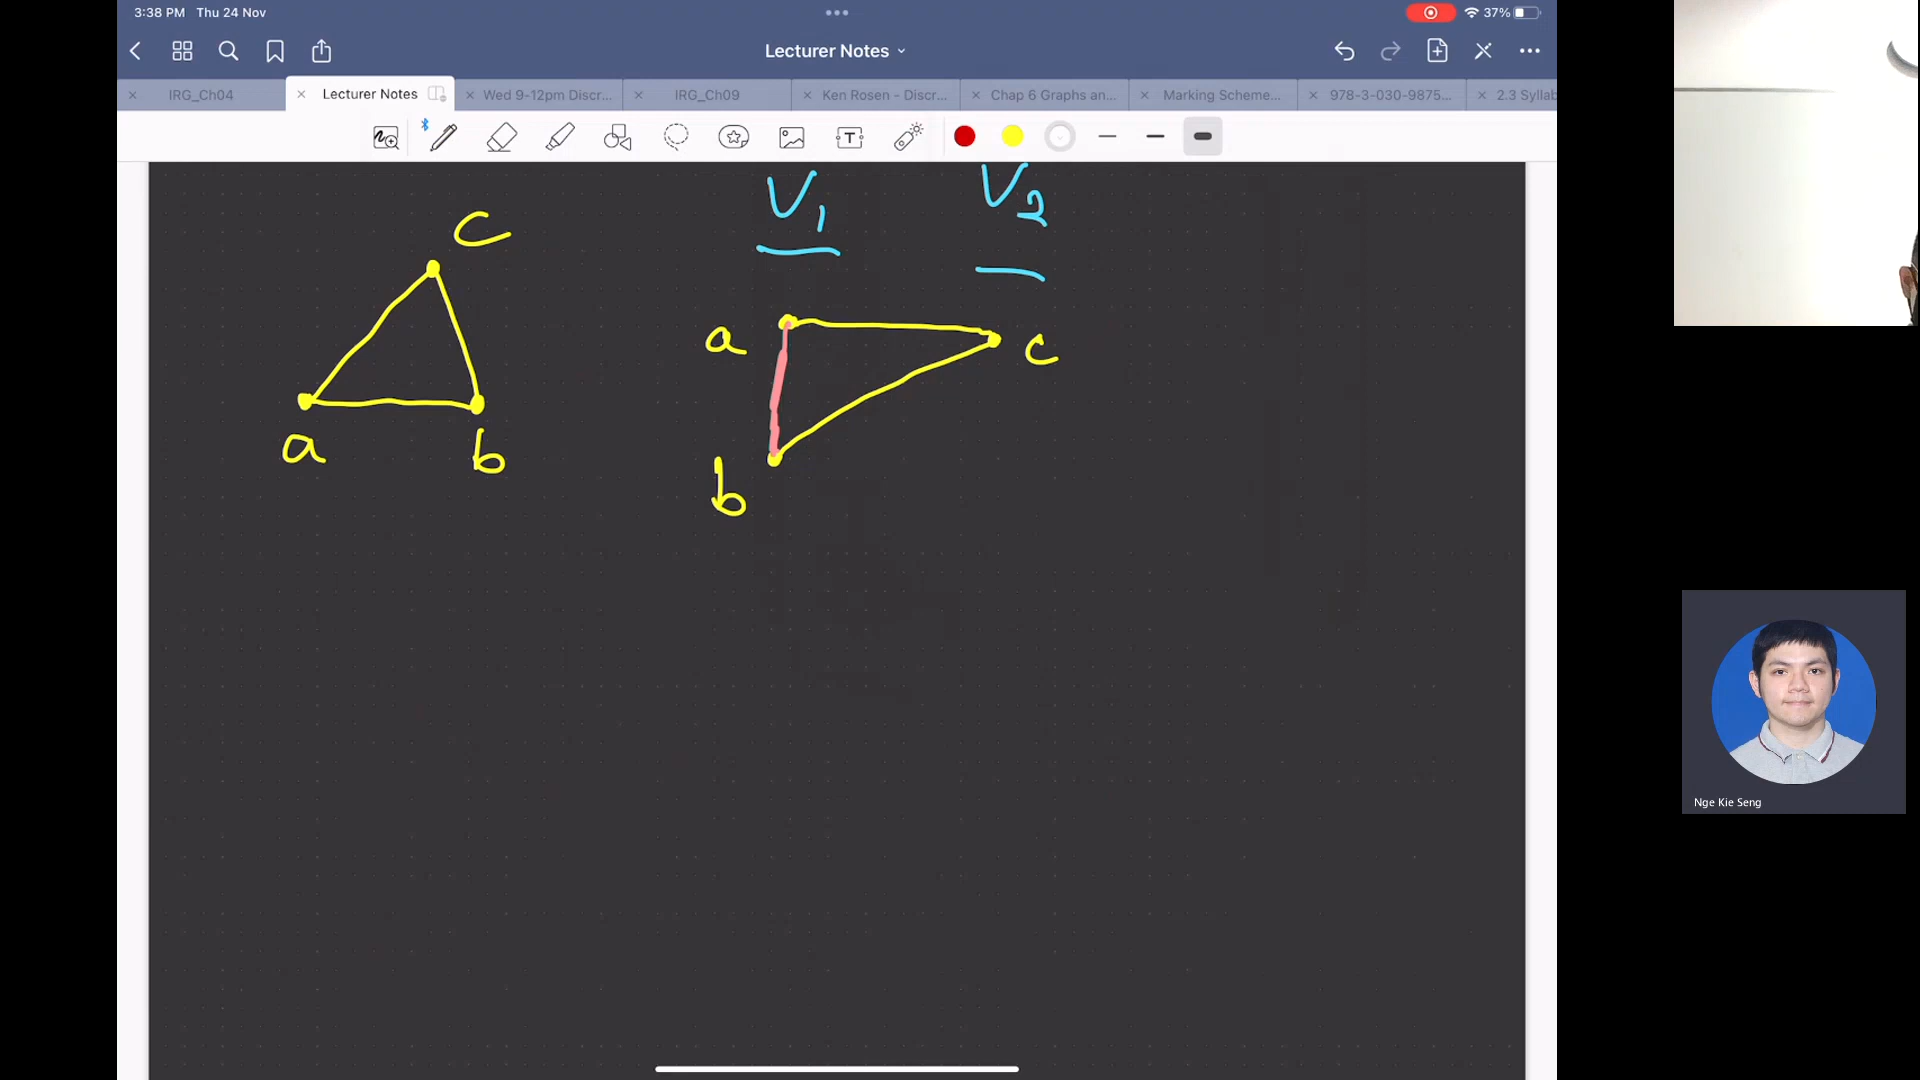 3:38 PM Thu 24 Nov
37%
Lecturer Notes
IRG_Ch04
Lecturer Notes
Wed 9-12pm Discr...
IRG_Ch09
Ken Rosen - Discr...
Chap 6 Graphs an...
Marking Scheme...
978-3-030-9875...
2.3 Syllab
T
V1
V2
c
a
c
a
b
b
Nge Kie Seng